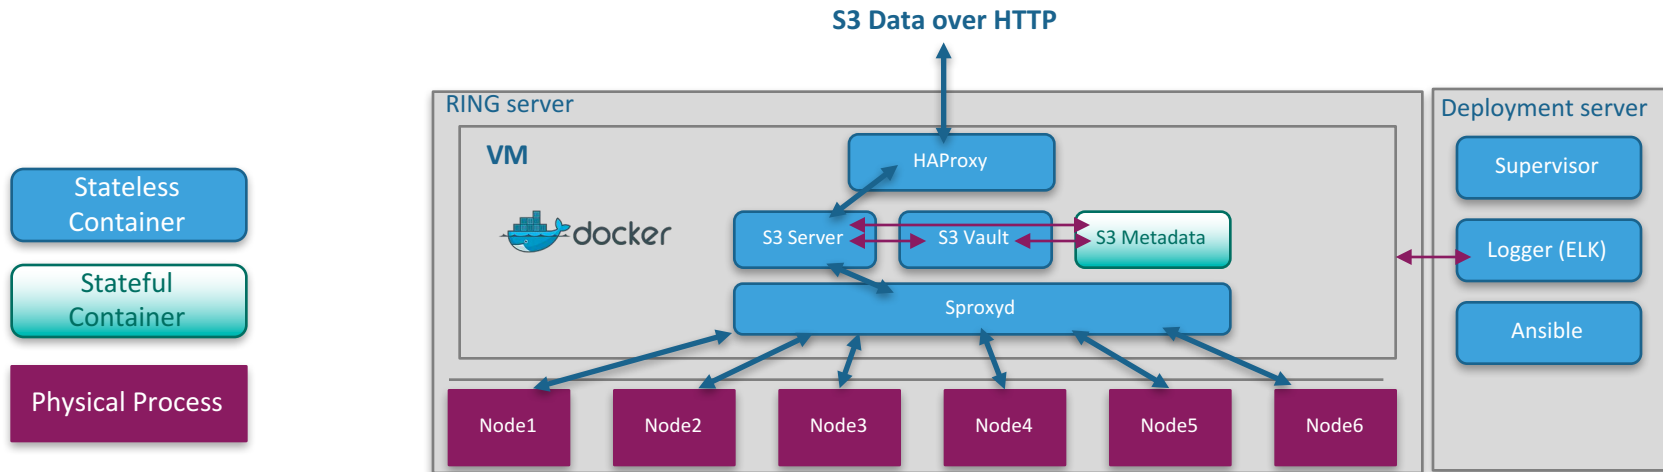 S3 Data over HTTP
RING server
Deployment server
VM
HAProxy
Supervisor
Stateless
Container
docker
S3 Server
S3 Vault
S3 Metadata
Logger (ELK)
Stateful
Container
Sproxyd
Ansible
Physical Process
Node1
Node2
Node3
Node4
Node5
Node6